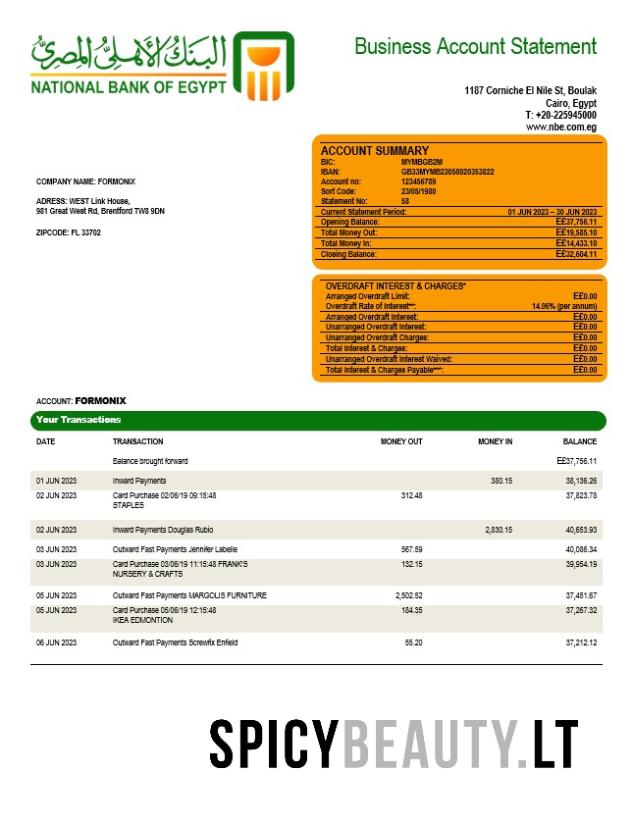 البنك الأهلي المصري
NATIONAL BANK OF EGYPT
Business Account Statement
1187 Corniche El Nile St, Boulak
Cairo, Egypt
T: +20-225945000
www.nbe.com.eg
COMPANY NAME: FORMONIX
ADRESS: WEST Link House,
981 Great West Rd, Brentford TW8 9DN
ZIPCODE: FL 33702
ACCOUNT SUMMARY
BIC: MYMBGB2M
IBAN: GB33MYMB23058020353822
Account no: 123456789
Sort Code: 23/05/1980
Statement No: 58
Current Statement Period: 01 JUN 2023 – 30 JUN 2023
Opening Balance: E£37,756.11
Total Money Out: E£19,585.10
Total Money In: E£14,433.10
Closing Balance: E£32,604.11
OVERDRAFT INTEREST & CHARGES*
Arranged Overdraft Limit: E£0.00
Overdraft Rate of Interest**: 14.06% (per annum)
Arranged Overdraft Interest: E£0.00
Unarranged Overdraft Interest: E£0.00
Unarranged Overdraft Charges: E£0.00
Total Interest & Charges: E£0.00
Unarranged Overdraft Interest Waived: E£0.00
Total Interest & Charges Payable***: E£0.00
ACCOUNT: FORMONIX
Your Transactions
DATE TRANSACTION MONEY OUT MONEY IN BALANCE
Balance brought forward E£37,756.11
01 JUN 2023 Inward Payments 380.15 38,136.26
02 JUN 2023 Card Purchase 02/06/19 09:15:48 312.48 37,823.78
STAPLES
02 JUN 2023 Inward Payments Douglas Rubio 2,830.15 40,653.93
03 JUN 2023 Outward Fast Payments Jennifer Labelle 567.59 40,086.34
03 JUN 2023 Card Purchase 03/06/19 11:15:48 FRANK'S 132.15 39,954.19
NURSERY & CRAFTS
05 JUN 2023 Outward Fast Payments MARGOLIS FURNITURE 2,502.52 37,451.67
05 JUN 2023 Card Purchase 05/06/19 12:15:48 184.35 37,267.32
IKEA EDMONTION
06 JUN 2023 Outward Fast Payments Screwfix Enfield 55.20 37,212.12
SPICYBEAUTY.LT